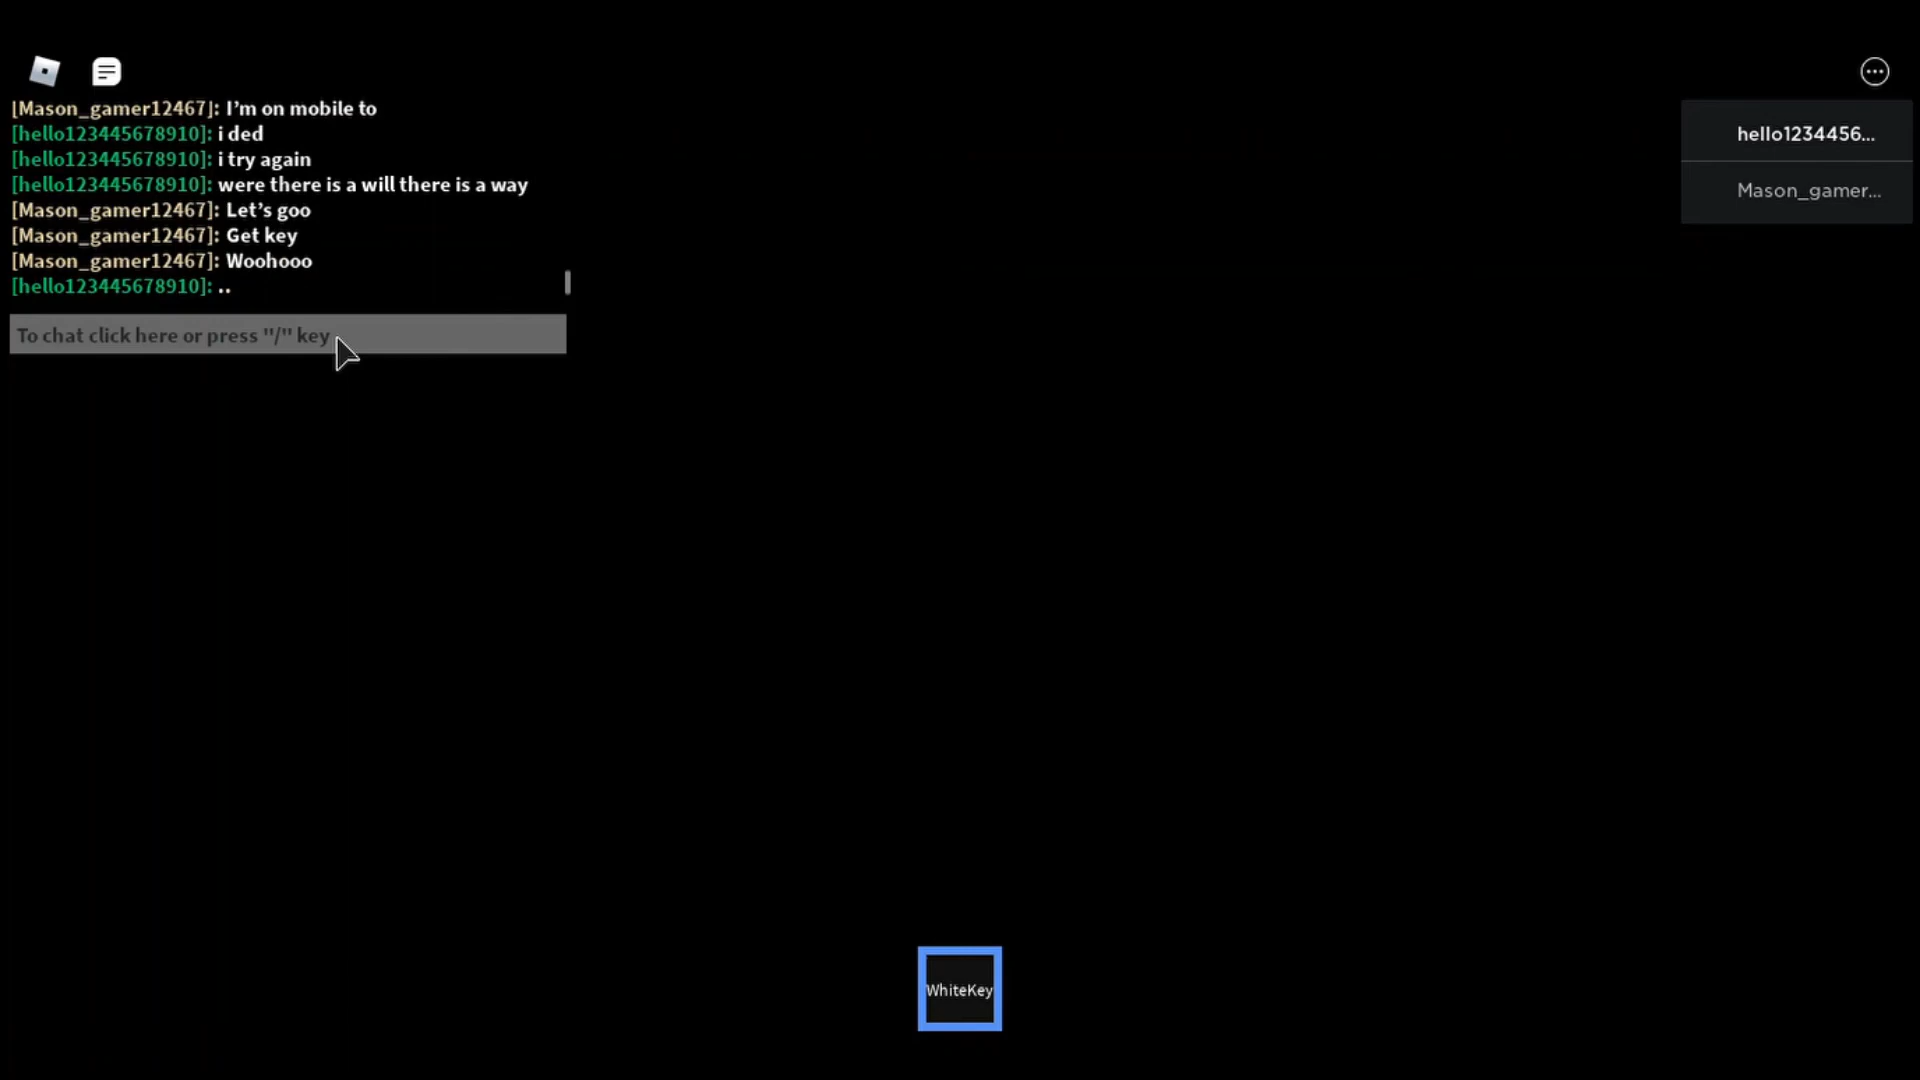 [Mason_gamer12467]: I'm on mobile to
[hello123445678910]: i ded
[hello123445678910]: i try again
[hello123445678910]: were there is a will there is a way
[Mason_gamer12467]: Let's goo
[Mason_gamer12467]: Get key
[Mason_gamer12467]: Woohooo
[hello123445678910]: ..
To chat click here or press "/" key
hello1234456...
Mason_gamer...
WhiteKey